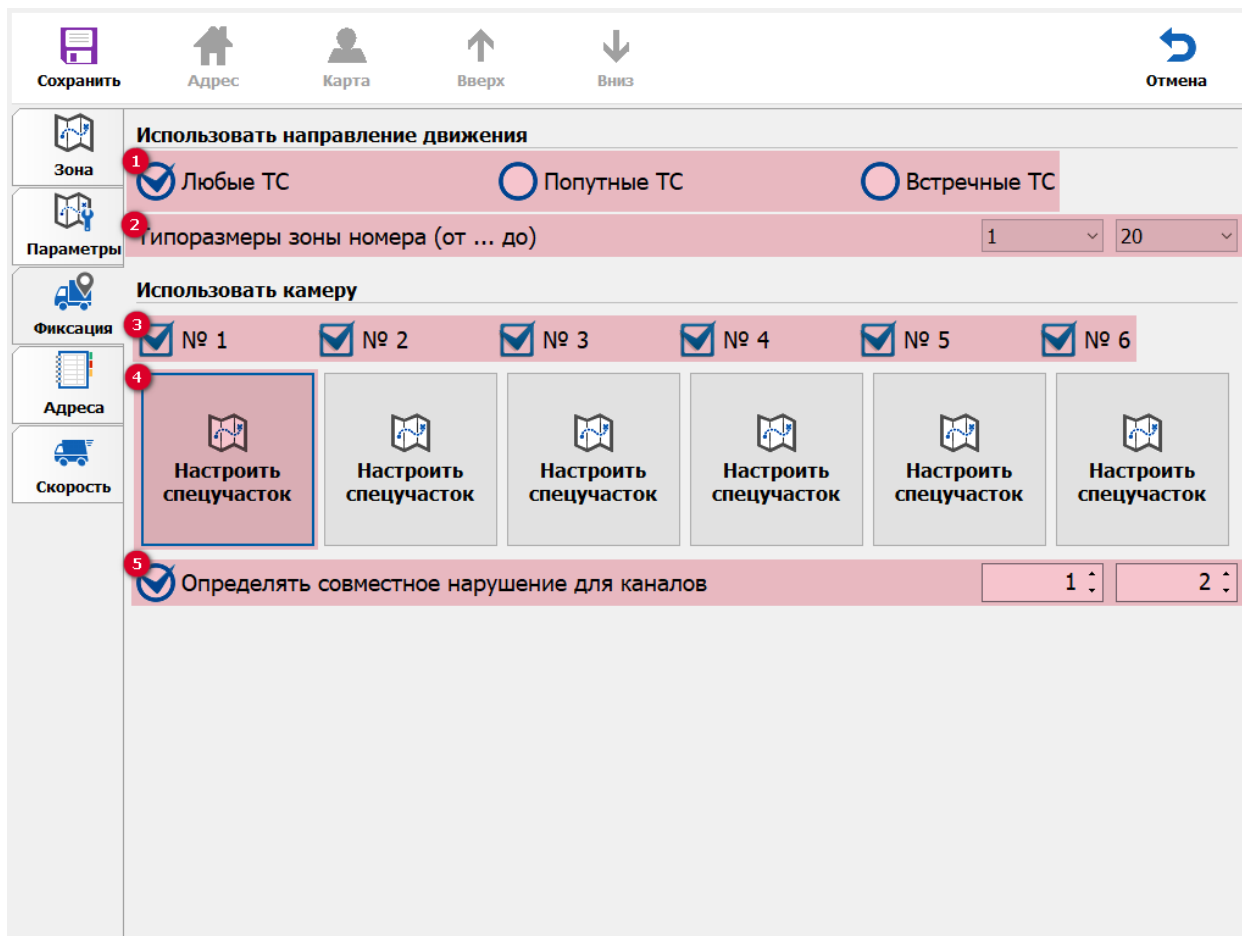 Сохранить Адрес Карта Вверх Вниз Отмена
Зона
Параметры
Фиксация
Адреса
Скорость
Использовать направление движения
1 Любые ТС Попутные ТС Встречные ТС
2 Типоразмеры зоны номера (от ... до) 1 20
Использовать камеру
3 № 1 № 2 № 3 № 4 № 5 № 6
4
Настроить Настроить Настроить Настроить Настроить Настроить
спецучасток спецучасток спецучасток спецучасток спецучасток спецучасток
5 Определять совместное нарушение для каналов 1 2